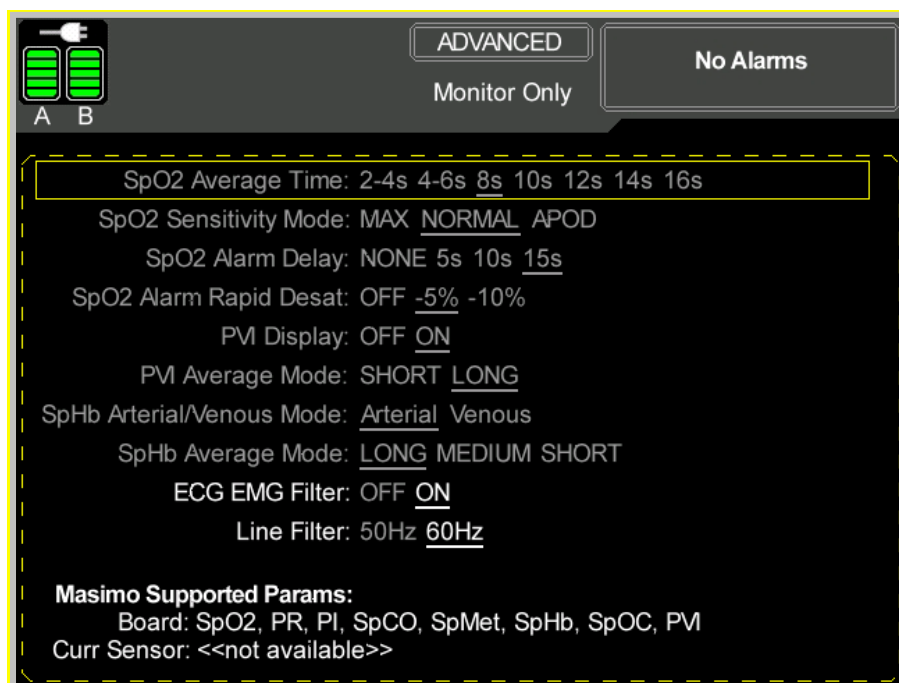 ADVANCED
No Alarms
Monitor Only
A B
SpO2 Average Time: 2-4s 4-6s 8s 10s 12s 14s 16s
SpO2 Sensitivity Mode: MAX NORMAL APOD
SpO2 Alarm Delay: NONE 5s 10s 15s
SpO2 Alarm Rapid Desat: OFF -5% -10%
PVI Display: OFF ON
PVI Average Mode: SHORT LONG
SpHb Arterial/Venous Mode: Arterial Venous
SpHb Average Mode: LONG MEDIUM SHORT
ECG EMG Filter: OFF ON
Line Filter: 50Hz 60Hz
Masimo Supported Params:
Board: SpO2, PR, PI, SpCO, SpMet, SpHb, SpOC, PVI
Curr Sensor: <<not available>>